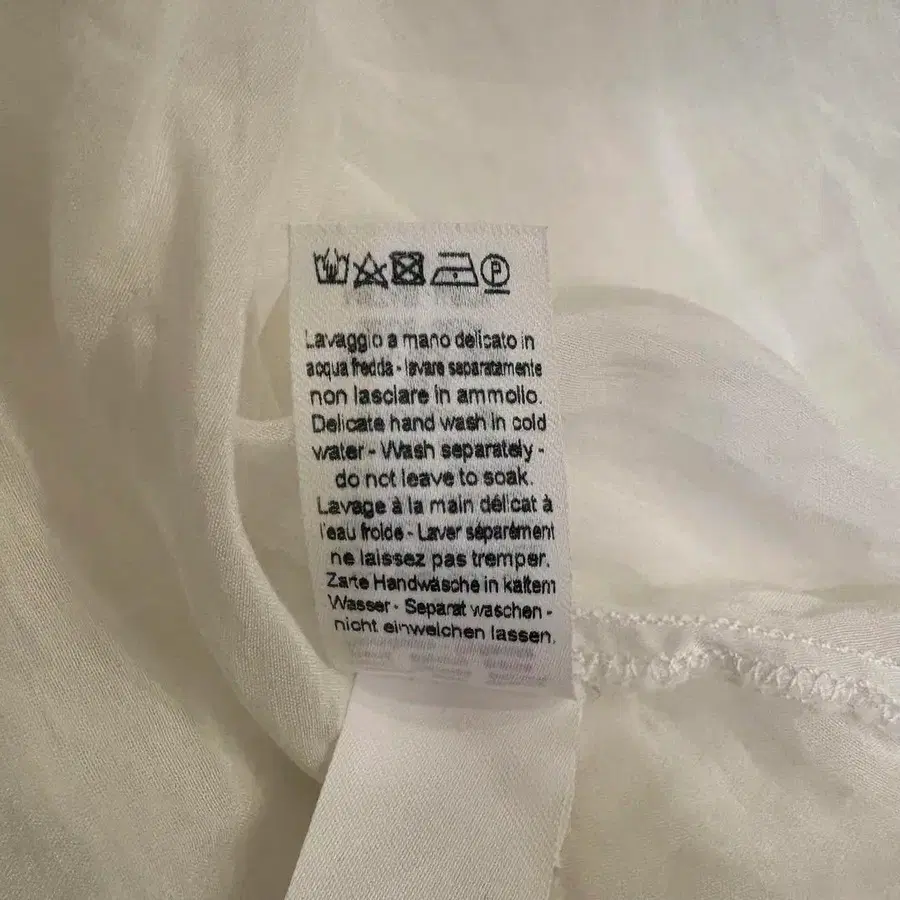 P
Lavaggio a mano delicato in
acqua fredda - lavare separatamente
non lasciare in ammollo.
Delicate hand wash in cold
water - Wash separately -
do not leave to soak.
Lavage à la main délicat à
l'eau froide - Laver séparément
ne laissez pas tremper.
Zarte Handwäsche in kaltem
Wasser - Separat waschen -
nicht einweichen lassen.